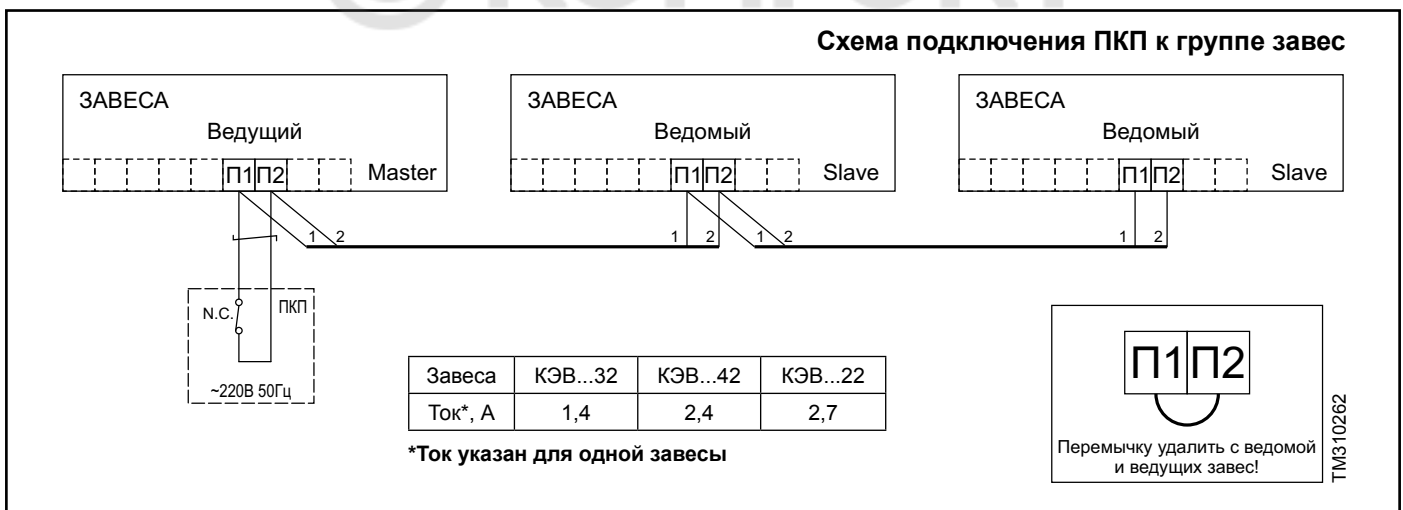 Схема подключения ПКП к группе завес
ЗАВЕСА
Ведущий
П1 П2
Master
ЗАВЕСА
Ведомый
П1 П2
Slave
ЗАВЕСА
Ведомый
П1 П2
Slave
1 2
1 2 1 2
1 2
N.C.
ПКП
~220В 50Гц
Завеса КЭВ...32 КЭВ...42 КЭВ...22
Ток*, А 1,4 2,4 2,7
*Ток указан для одной завесы
П1 П2
Перемычку удалить с ведомой
и ведущих завес!
ТМ310262